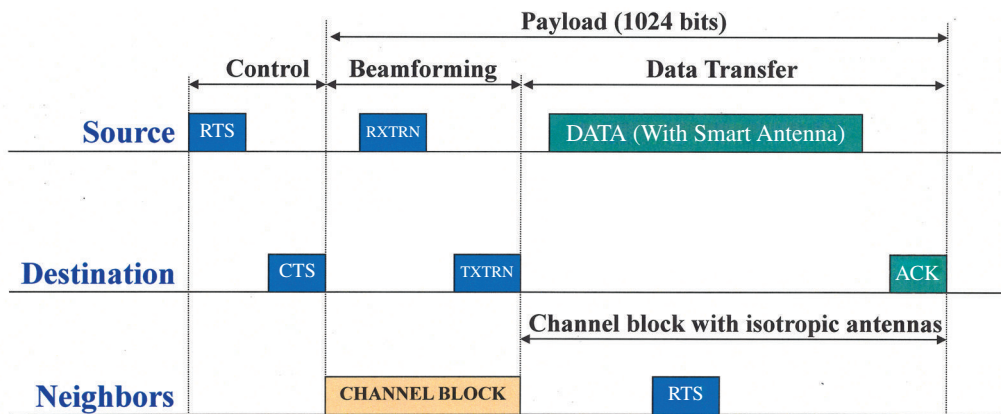 Payload (1024 bits)
Control
Beamforming
Data Transfer
Source
RTS
RXTRN
DATA (With Smart Antenna)
Destination
CTS
TXTRN
ACK
Channel block with isotropic antennas
Neighbors
CHANNEL BLOCK
RTS